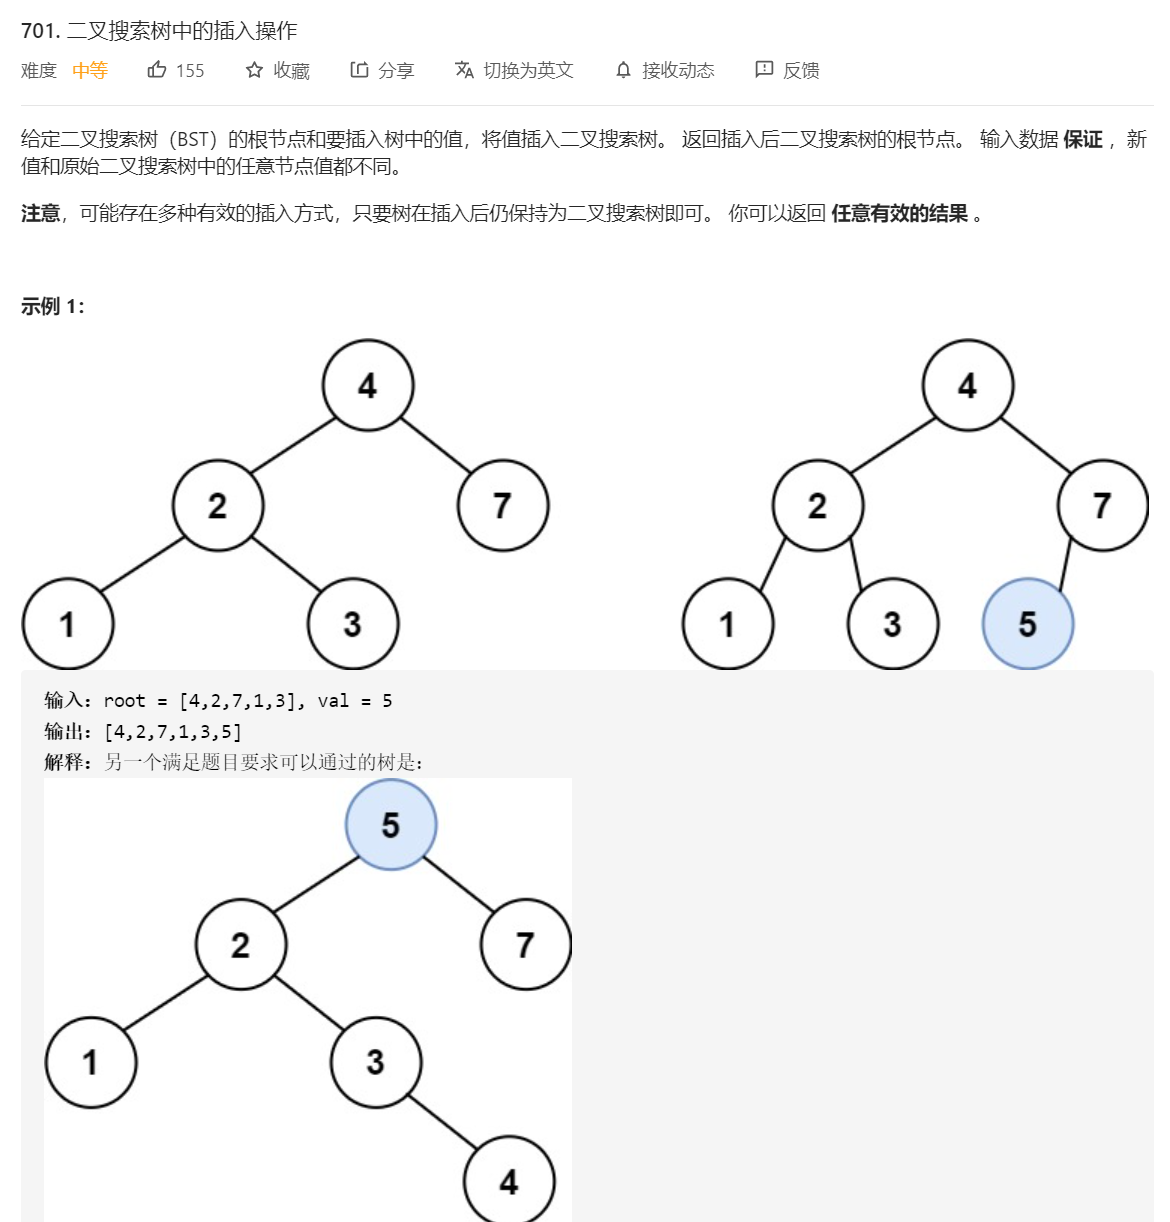 701. 二叉搜索树中的插入操作
难度 中等 155 收藏 分享 切换为英文 接收动态 反馈
给定二叉搜索树（BST）的根节点和要插入树中的值，将值插入二叉搜索树。 返回插入后二叉搜索树的根节点。 输入数据 保证 ，新
值和原始二叉搜索树中的任意节点值都不同。
注意，可能存在多种有效的插入方式，只要树在插入后仍保持为二叉搜索树即可。 你可以返回 任意有效的结果 。
示例 1：
4 4
2 7 2 7
1 3 1 3 5
输入：root = [4,2,7,1,3], val = 5
输出：[4,2,7,1,3,5]
解释：另一个满足题目要求可以通过的树是：
5
2 7
1 3
4